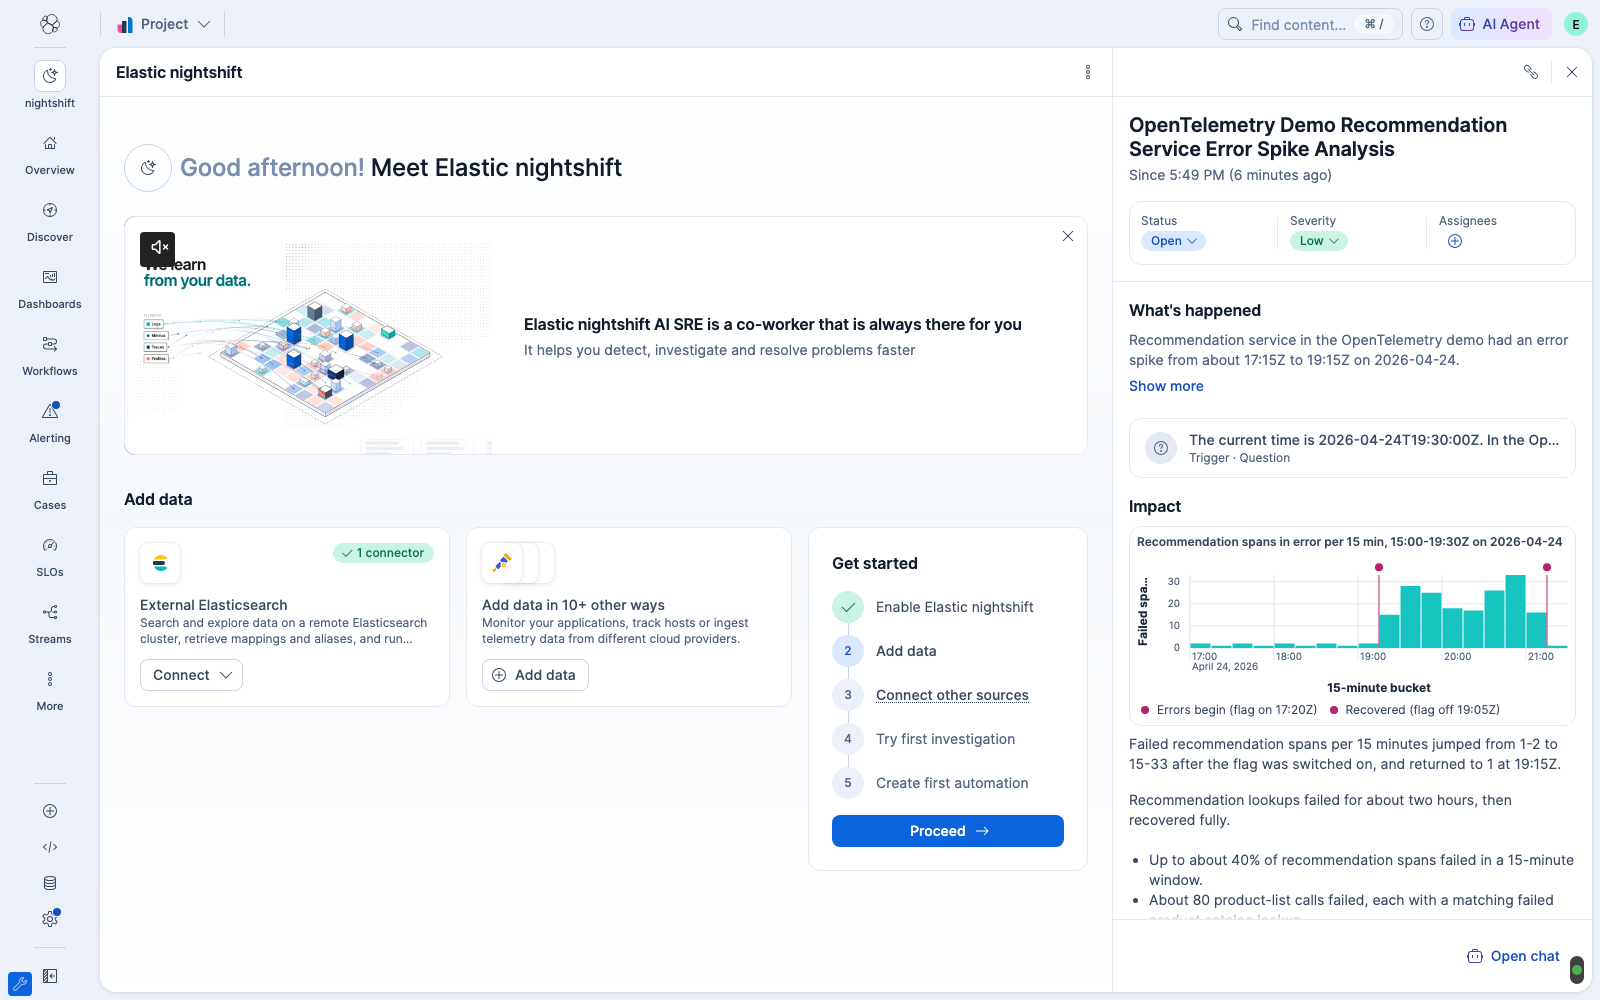 Project
Find content...
⌘ /
AI Agent
E
nightshift
Overview
Discover
Dashboards
Workflows
Alerting
Cases
SLOs
Streams
More
Elastic nightshift
Good afternoon! Meet Elastic nightshift
We learn
from your data.
Logs
Metrics
Traces
Profiles
Elastic nightshift AI SRE is a co-worker that is always there for you
It helps you detect, investigate and resolve problems faster
Add data
1 connector
External Elasticsearch
Search and explore data on a remote Elasticsearch
cluster, retrieve mappings and aliases, and run...
Connect
Add data in 10+ other ways
Monitor your applications, track hosts or ingest
telemetry data from different cloud providers.
Add data
Get started
Enable Elastic nightshift
2 Add data
3 Connect other sources
4 Try first investigation
5 Create first automation
Proceed
OpenTelemetry Demo Recommendation
Service Error Spike Analysis
Since 5:49 PM (6 minutes ago)
Status
Open
Severity
Low
Assignees
What's happened
Recommendation service in the OpenTelemetry demo had an error
spike from about 17:15Z to 19:15Z on 2026-04-24.
Show more
The current time is 2026-04-24T19:30:00Z. In the Op...
Trigger · Question
Impact
Recommendation spans in error per 15 min, 15:00-19:30Z on 2026-04-24
Failed spa...
30
20
10
0
17:00 18:00 19:00 20:00 21:00
April 24, 2026
15-minute bucket
Errors begin (flag on 17:20Z) Recovered (flag off 19:05Z)
Failed recommendation spans per 15 minutes jumped from 1-2 to
15-33 after the flag was switched on, and returned to 1 at 19:15Z.
Recommendation lookups failed for about two hours, then
recovered fully.
Up to about 40% of recommendation spans failed in a 15-minute
window.
About 80 product-list calls failed, each with a matching failed
product-catalog lookup.
Open chat